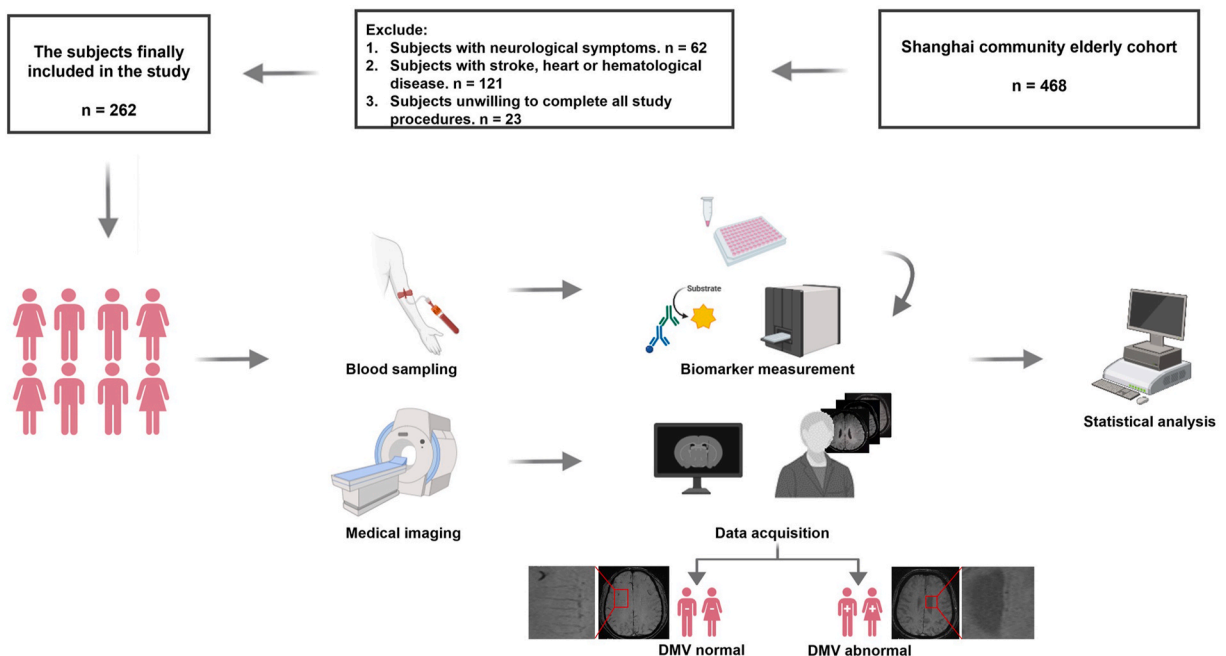 The subjects finally
included in the study
n = 262
Exclude:
1. Subjects with neurological symptoms. n = 62
2. Subjects with stroke, heart or hematological
disease. n = 121
3. Subjects unwilling to complete all study
procedures. n = 23
Shanghai community elderly cohort
n = 468
Substrate
Blood sampling
Biomarker measurement
Statistical analysis
Medical imaging
Data acquisition
DMV normal
DMV abnormal